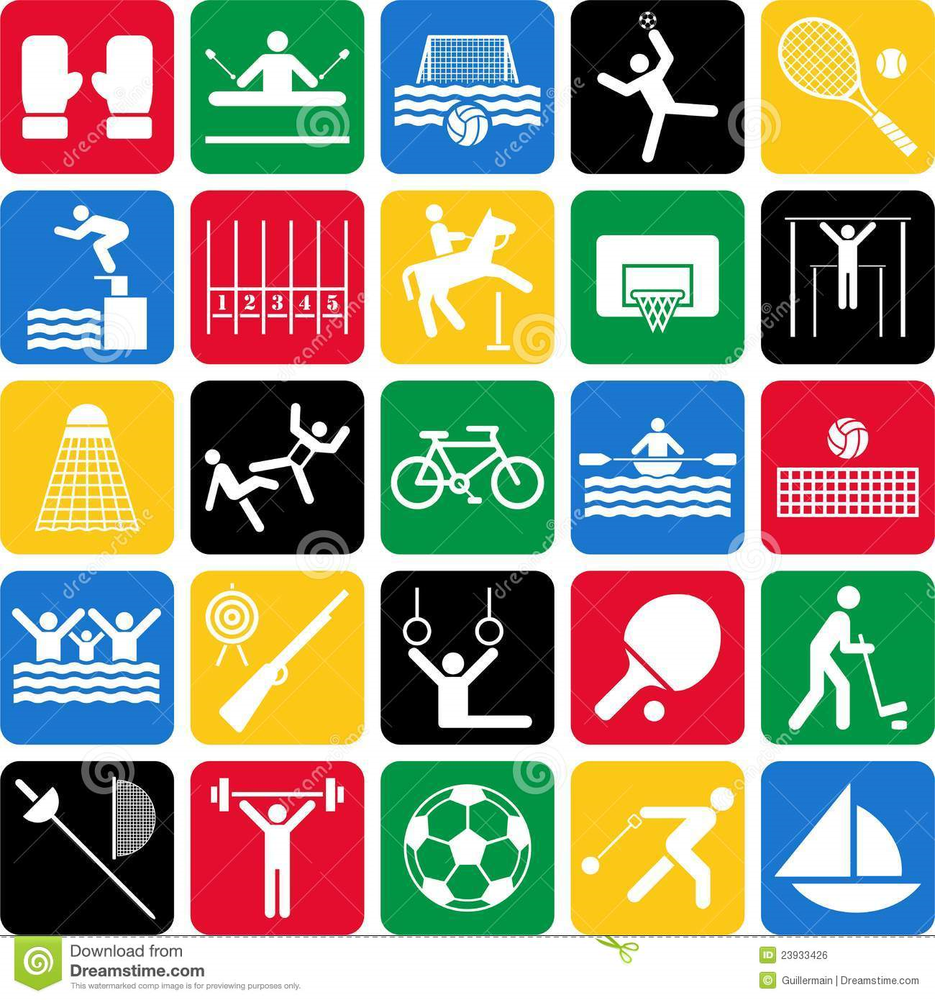 1 2 3 4 5
Download from
Dreamstime.com
This watermarked comp image is for previewing purposes only.
ID 23933426
© Guillermain | Dreamstime.com